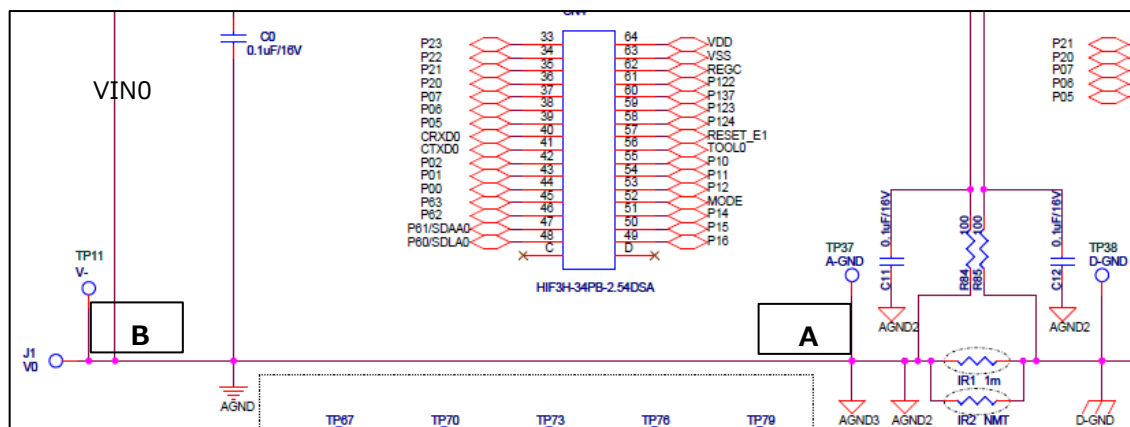 C0
0.1uF/16V
VIN0
P23 33 64 VDD
P22 34 63 VSS
P21 35 62 REGC
P20 36 61 P122
P07 37 60 P137
P06 38 59 P123
P05 39 58 P124
CRXD0 40 57 RESET_E1
CTXD0 41 56 TOOL0
P02 42 55 P10
P01 43 54 P11
P00 44 53 P12
P63 45 52 MODE
P62 46 51 P14
P61/SDAA0 47 50 P15
P60/SDLA0 48 49 P16
C D
HIF3H-34PB-2.54DSA
P21
P20
P07
P06
P05
TP11
V-
B
J1
V0
AGND
TP37
A-GND
A
C11 0.1uF/16V
R84 100
R85 100
C12 0.1uF/16V
TP38
D-GND
AGND2
AGND2
IR1 1m
IR2 NMT
AGND3
AGND2
D-GND
TP67 TP70 TP73 TP76 TP79